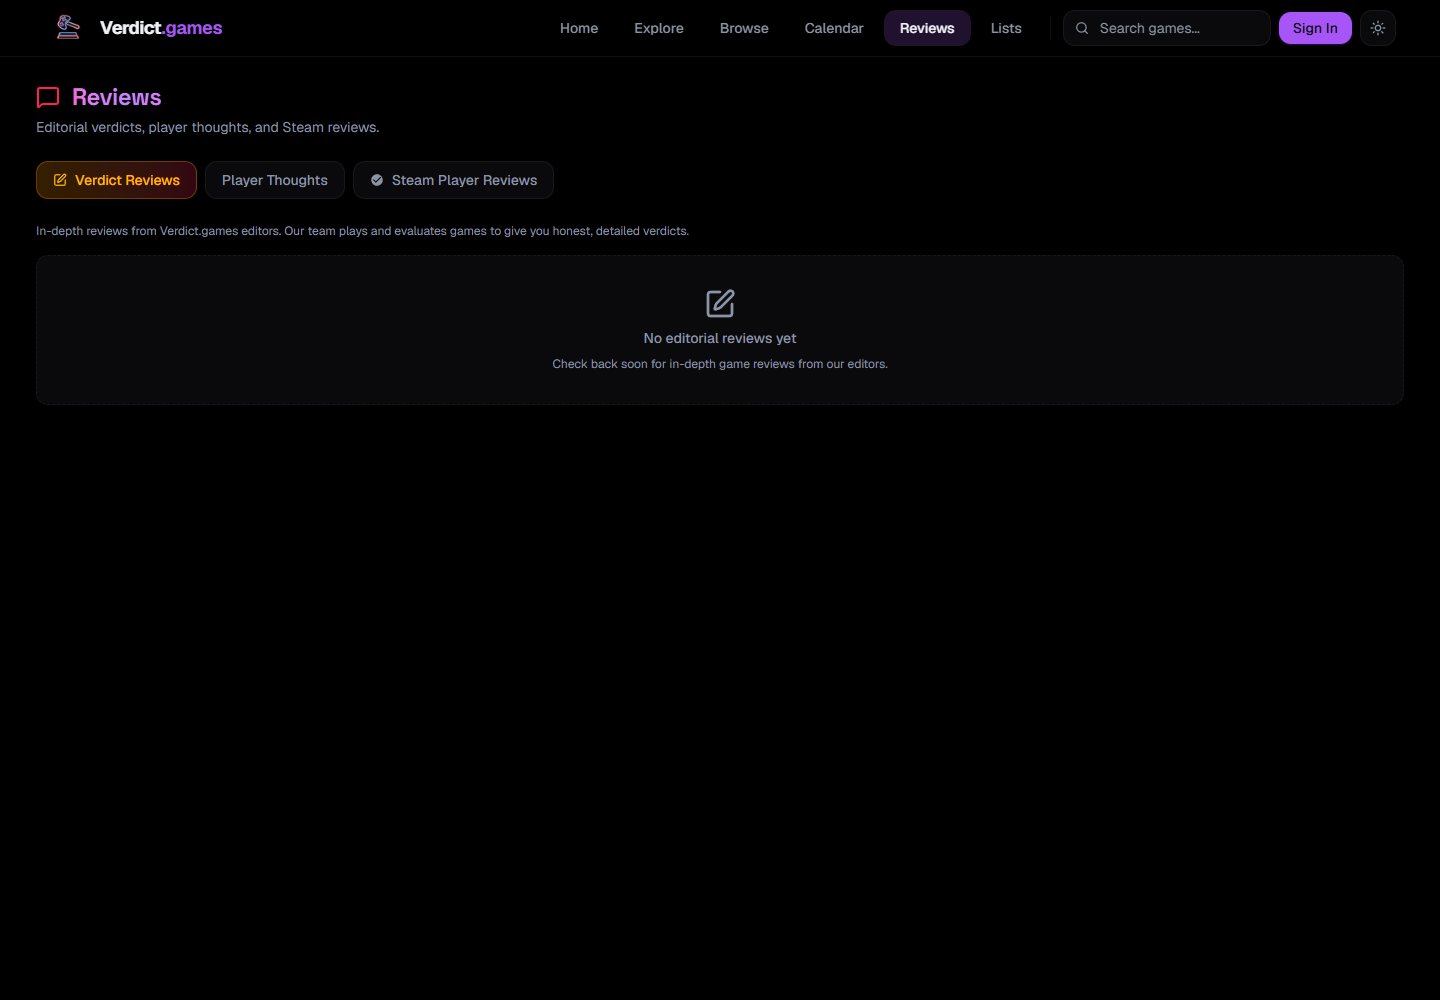 Verdict.games
Home
Explore
Browse
Calendar
Reviews
Lists
Search games...
Sign In
Reviews
Editorial verdicts, player thoughts, and Steam reviews.
Verdict Reviews
Player Thoughts
Steam Player Reviews
In-depth reviews from Verdict.games editors. Our team plays and evaluates games to give you honest, detailed verdicts.
No editorial reviews yet
Check back soon for in-depth game reviews from our editors.